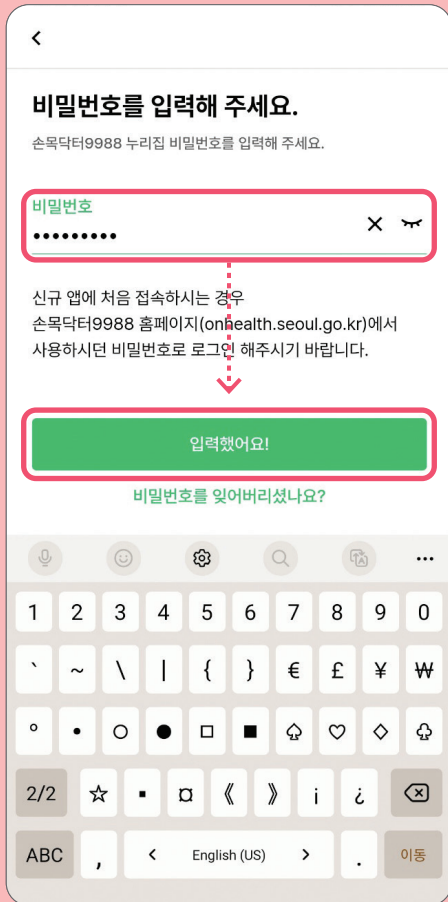 비밀번호를 입력해 주세요.
손목닥터9988 누리집 비밀번호를 입력해 주세요.
비밀번호
•••••••••
신규 앱에 처음 접속하시는 경우
손목닥터9988 홈페이지(onhealth.seoul.go.kr)에서
사용하시던 비밀번호로 로그인 해주시기 바랍니다.
입력했어요!
비밀번호를 잊어버리셨나요?
1 2 3 4 5 6 7 8 9 0
` ~ \ | { } € £ ¥ ₩
° • ○ ● □ ■ ♤ ♡ ◇ ♧
2/2 ☆ ▪ ¤ 《 》 ¡ ¿
ABC , < English (US) > . 이동